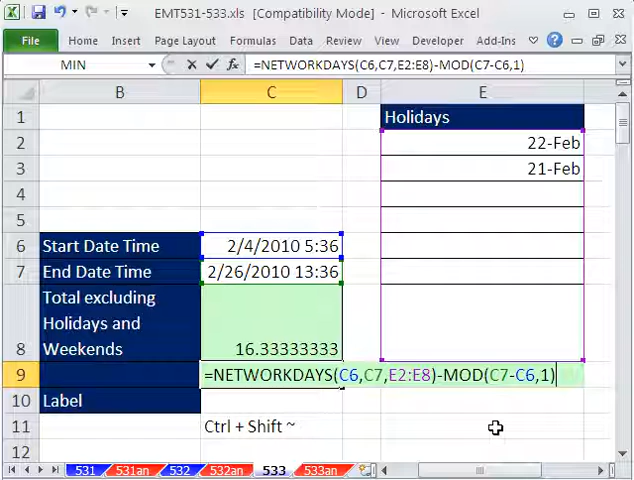 EMT531-533.xls [Compatibility Mode] - Microsoft Excel
File Home Insert Page Layout Formulas Data Review View Developer Add-Ins
MIN fx =NETWORKDAYS(C6,C7,E2:E8)-MOD(C7-C6,1)
B C D E
1 Holidays
2 22-Feb
3 21-Feb
4
5
6 Start Date Time 2/4/2010 5:36
7 End Date Time 2/26/2010 13:36
Total excluding
Holidays and
8 Weekends 16.33333333
9 =NETWORKDAYS(C6,C7,E2:E8)-MOD(C7-C6,1)
10 Label
11 Ctrl + Shift ~
12
531 531an 532 532an 533 533an